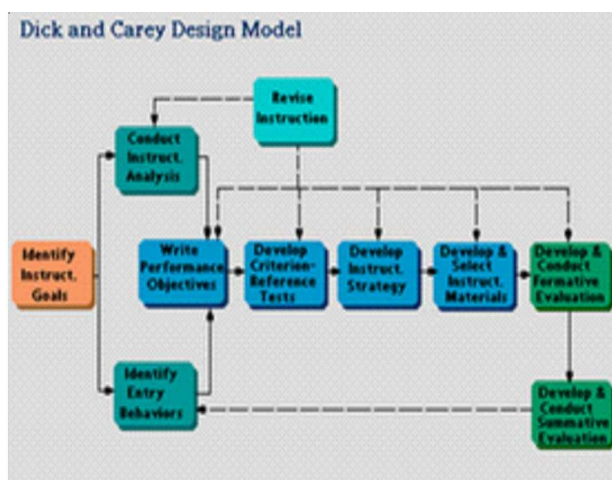 Dick and Carey Design Model
Revise
Instruction
Conduct
Instruct.
Analysis
Identify
Instruct.
Goals
Write
Performance
Objectives
Develop
Criterion-
Reference
Tests
Develop
Instruct.
Strategy
Develop &
Select
Instruct.
Materials
Develop &
Conduct
Formative
Evaluation
Identify
Entry
Behaviors
Develop &
Conduct
Summative
Evaluation